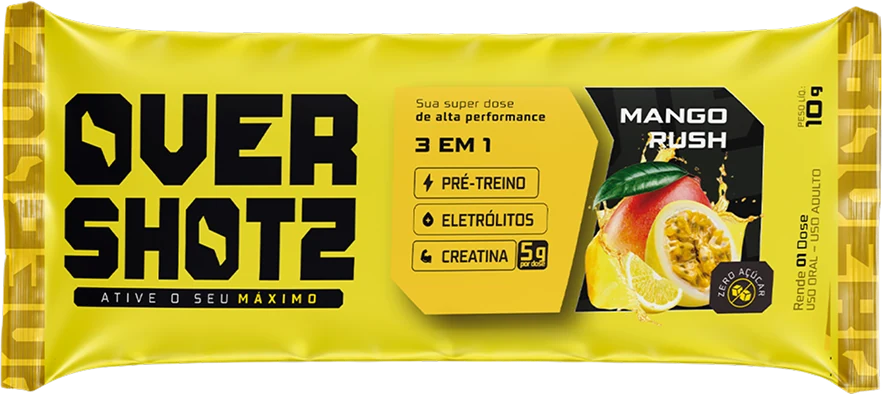 OVER
SHOTZ
ATIVE O SEU MÁXIMO
Sua super dose
de alta performance
3 EM 1
PRÉ-TREINO
ELETRÓLITOS
CREATINA 5g
por dose
MANGO
RUSH
ZERO AÇÚCAR
Rende 01 Dose
USO ORAL – USO ADULTO
PESO LÍQ.:
10g